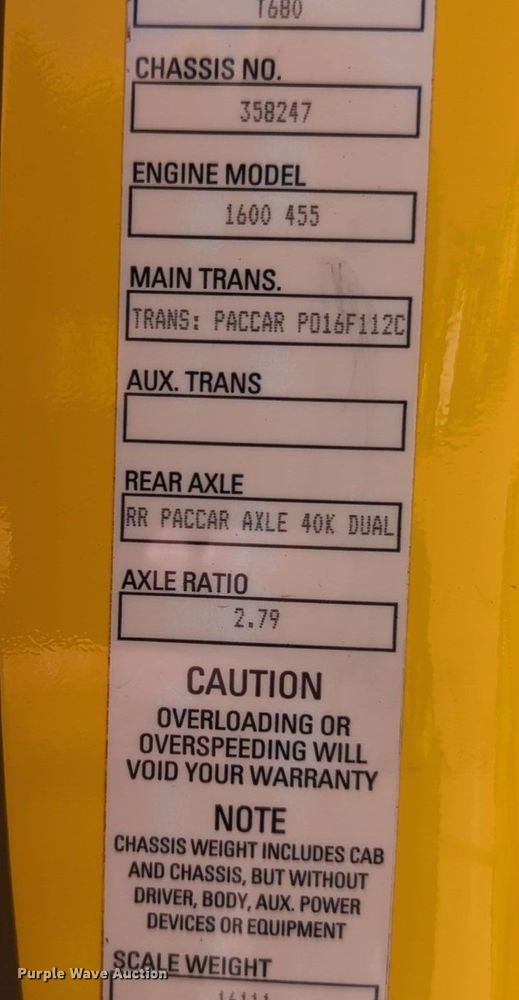 T680
CHASSIS NO.
358247
ENGINE MODEL
1600 455
MAIN TRANS.
TRANS: PACCAR PO16F112C
AUX. TRANS
REAR AXLE
RR PACCAR AXLE 40K DUAL
AXLE RATIO
2.79
CAUTION
OVERLOADING OR
OVERSPEEDING WILL
VOID YOUR WARRANTY
NOTE
CHASSIS WEIGHT INCLUDES CAB
AND CHASSIS, BUT WITHOUT
DRIVER, BODY, AUX. POWER
DEVICES OR EQUIPMENT
SCALE WEIGHT
Purple Wave Auction